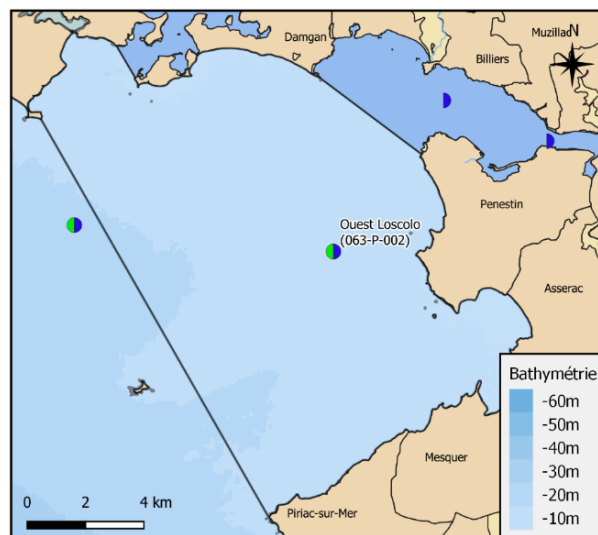 Muzillac
Damgan
N
Billiers
Penestin
Ouest Loscolo
(063-P-002)
Asserac
Bathymétrie
-60m
-50m
-40m
-30m
-20m
-10m
Mesquer
0 2 4 km
Piriac-sur-Mer